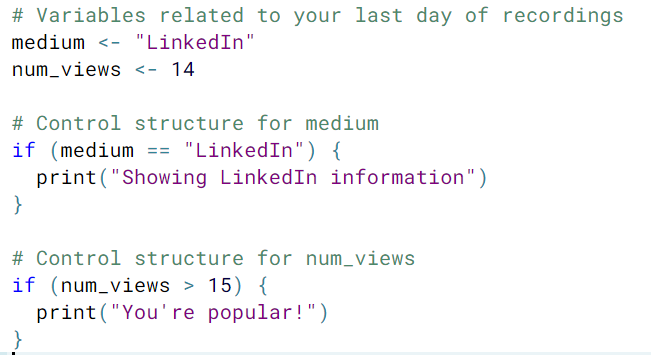 # Variables related to your last day of recordings
medium <- "LinkedIn"
num_views <- 14
# Control structure for medium
if (medium == "LinkedIn") {
  print("Showing LinkedIn information")
}
# Control structure for num_views
if (num_views > 15) {
  print("You're popular!")
}